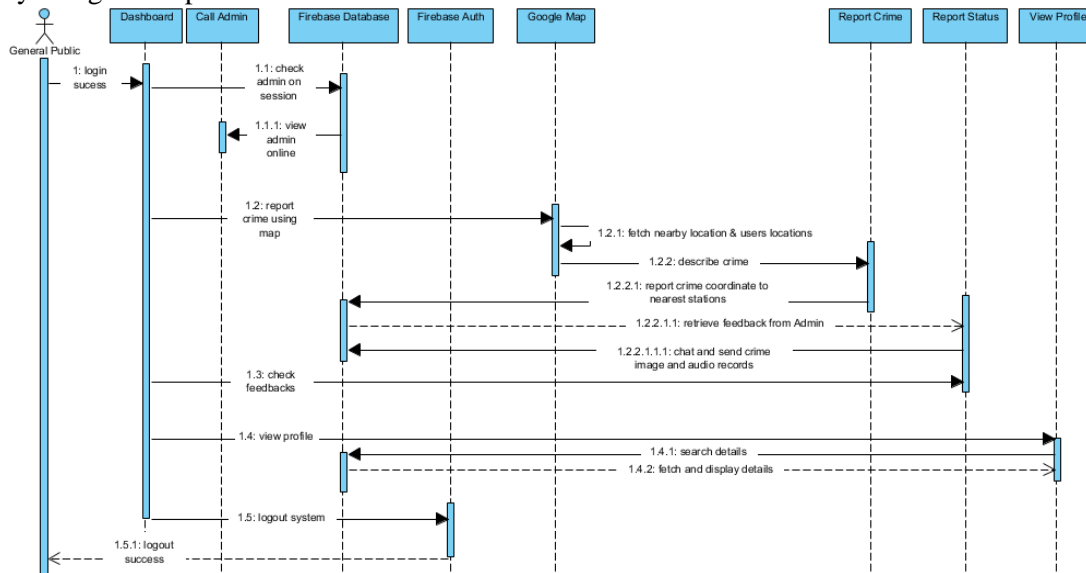 Dashboard
Call Admin
Firebase Database
Firebase Auth
Google Map
Report Crime
Report Status
View Profile
General Public
1: login
sucess
1.1: check
admin on
session
1.1.1: view
admin
online
1.2: report
crime using
map
1.2.1: fetch nearby location & users locations
1.2.2: describe crime
1.2.2.1: report crime coordinate to
nearest stations
1.2.2.1.1: retrieve feedback from Admin
1.2.2.1.1.1: chat and send crime
image and audio records
1.3: check
feedbacks
1.4: view profile
1.4.1: search details
1.4.2: fetch and display details
1.5: logout system
1.5.1: logout
success